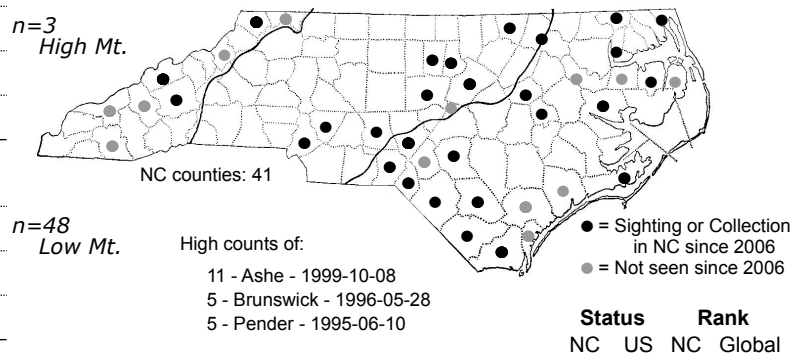 n=3
High Mt.
NC counties: 41
n=48
Low Mt.
High counts of:
11 - Ashe - 1999-10-08
5 - Brunswick - 1996-05-28
5 - Pender - 1995-06-10
= Sighting or Collection
in NC since 2006
= Not seen since 2006
Status Rank
NC US NC Global